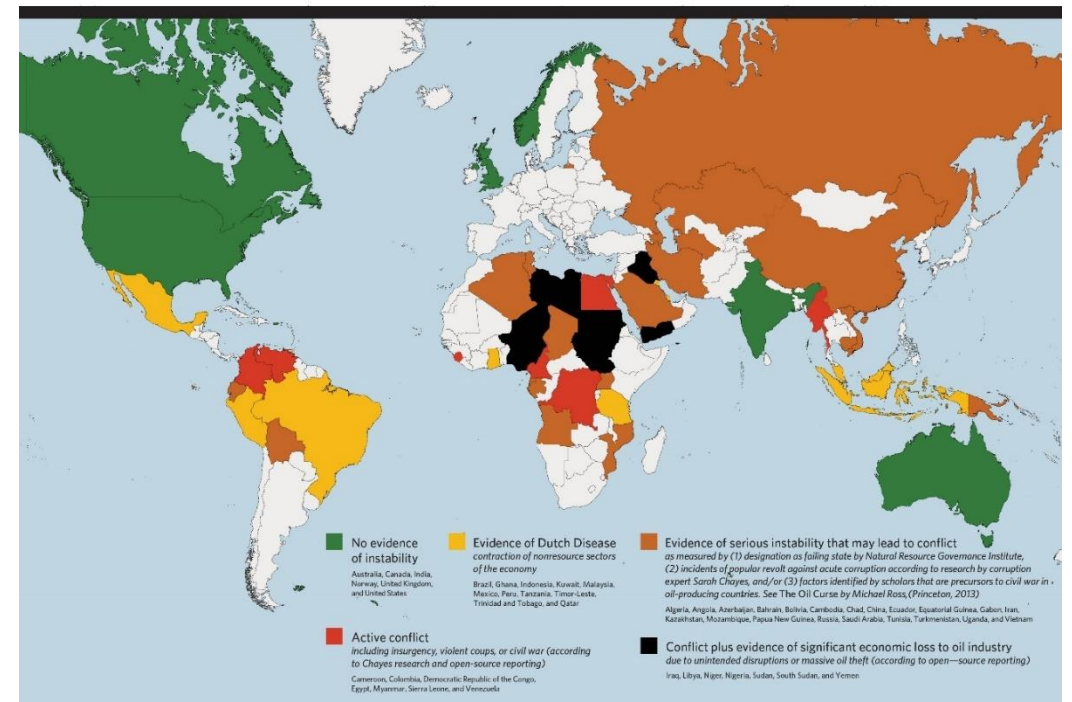 No evidence
of instability
Australia, Canada, India,
Norway, United Kingdom,
and United States
Evidence of Dutch Disease
contraction of nonresource sectors
of the economy
Brazil, Ghana, Indonesia, Kuwait, Malaysia,
Mexico, Peru, Tanzania, Timor-Leste,
Trinidad and Tobago, and Qatar
Evidence of serious instability that may lead to conflict
as measured by (1) designation as failing state by Natural Resource Governance Institute,
(2) incidents of popular revolt against acute corruption according to research by corruption
expert Sarah Chayes, and/or (3) factors identified by scholars that are precursors to civil war in
oil-producing countries. See The Oil Curse by Michael Ross,(Princeton, 2013)
Algeria, Angola, Azerbaijan, Bahrain, Bolivia, Cambodia, Chad, China, Ecuador, Equatorial Guinea, Gabon, Iran,
Kazakhstan, Mozambique, Papua New Guinea, Russia, Saudi Arabia, Tunisia, Turkmenistan, Uganda, and Vietnam
Active conflict
including insurgency, violent coups, or civil war (according
to Chayes research and open-source reporting)
Cameroon, Colombia, Democratic Republic of the Congo,
Egypt, Myanmar, Sierra Leone, and Venezuela
Conflict plus evidence of significant economic loss to oil industry
due to unintended disruptions or massive oil theft (according to open—source reporting)
Iraq, Libya, Niger, Nigeria, Sudan, South Sudan, and Yemen